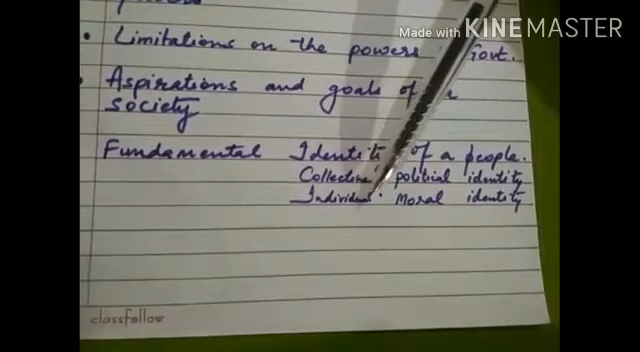 Made with KINEMASTER
• Limitations on the powers Govt.
Aspirations and goals of
society
Fundamental Identity of a people.
Collective political identity
Individual moral identity
classfellow